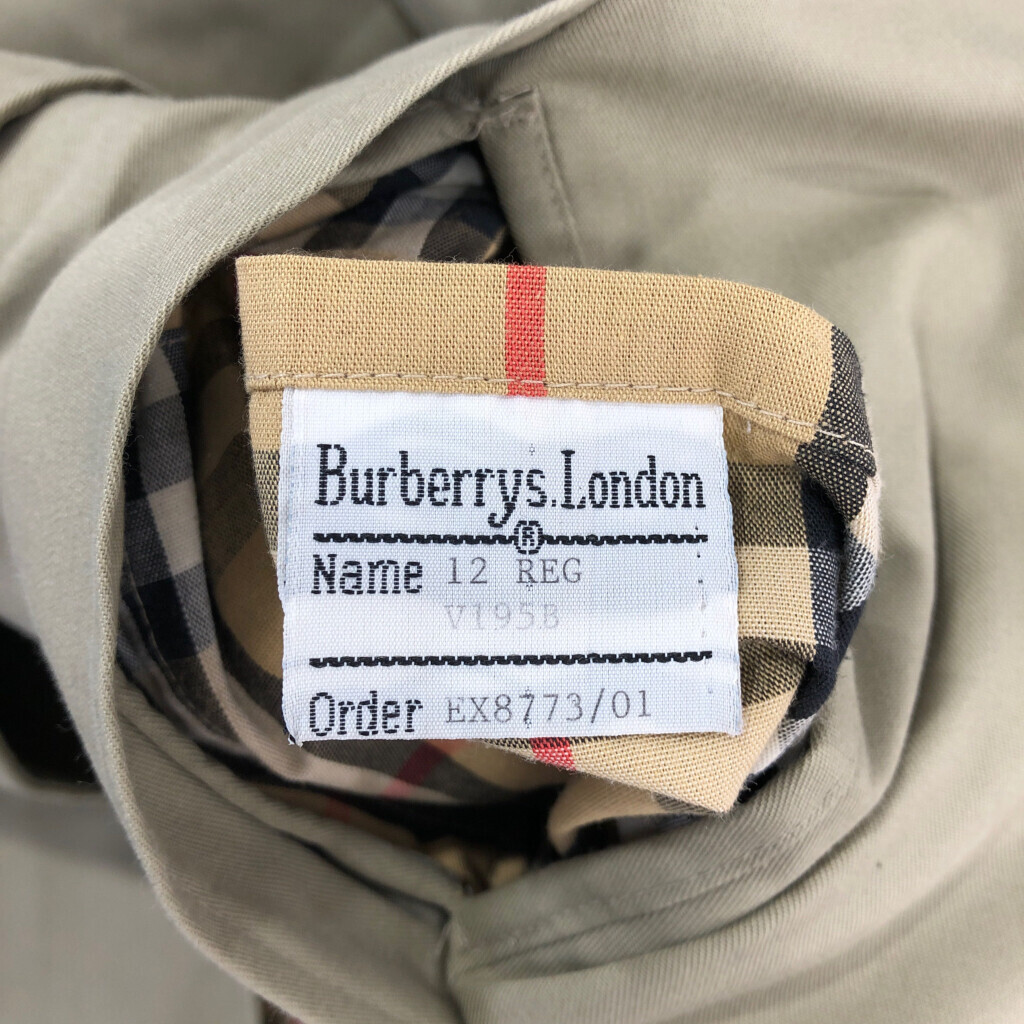 Burberrys. London
®
Name 12 REG
V195B
Order EX8773/01